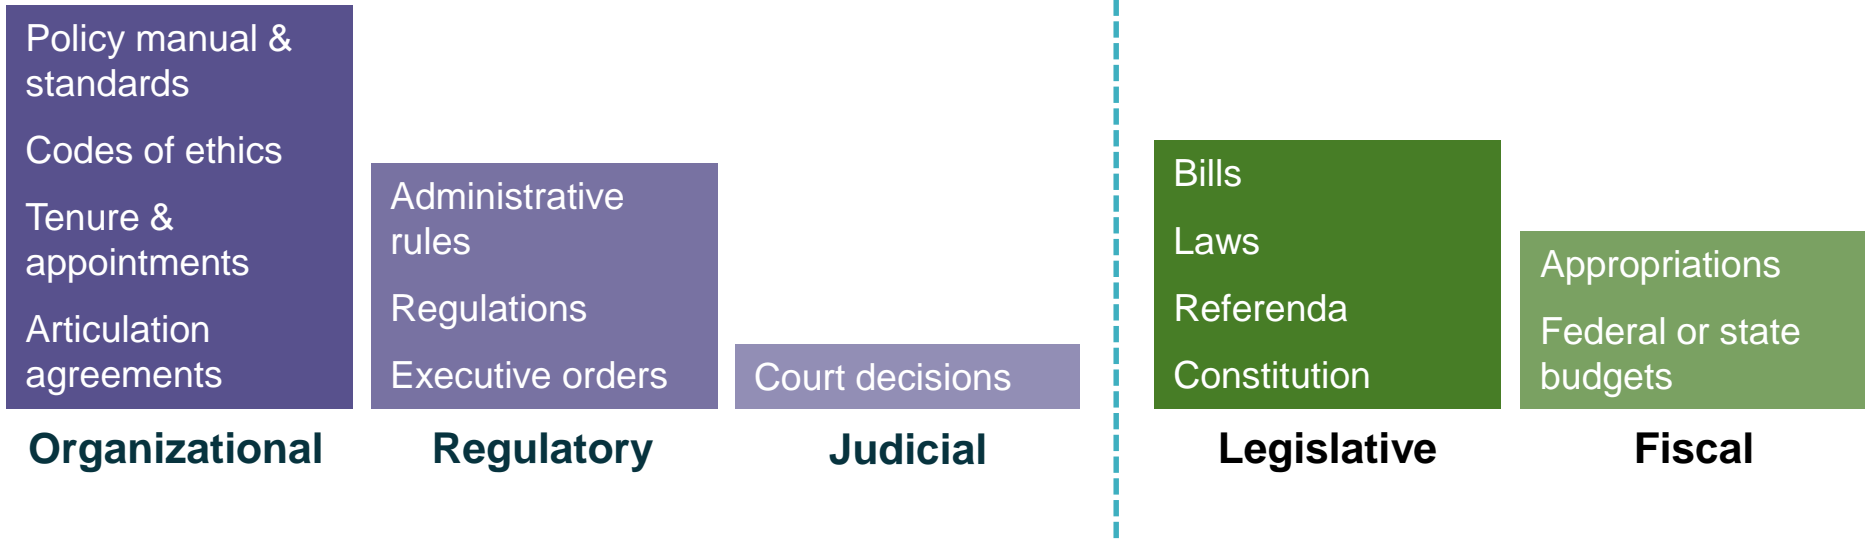 Policy manual &
standards
Codes of ethics
Tenure &
appointments
Articulation
agreements
Organizational
Administrative
rules
Regulations
Executive orders
Regulatory
Court decisions
Judicial
Bills
Laws
Referenda
Constitution
Legislative
Appropriations
Federal or state
budgets
Fiscal